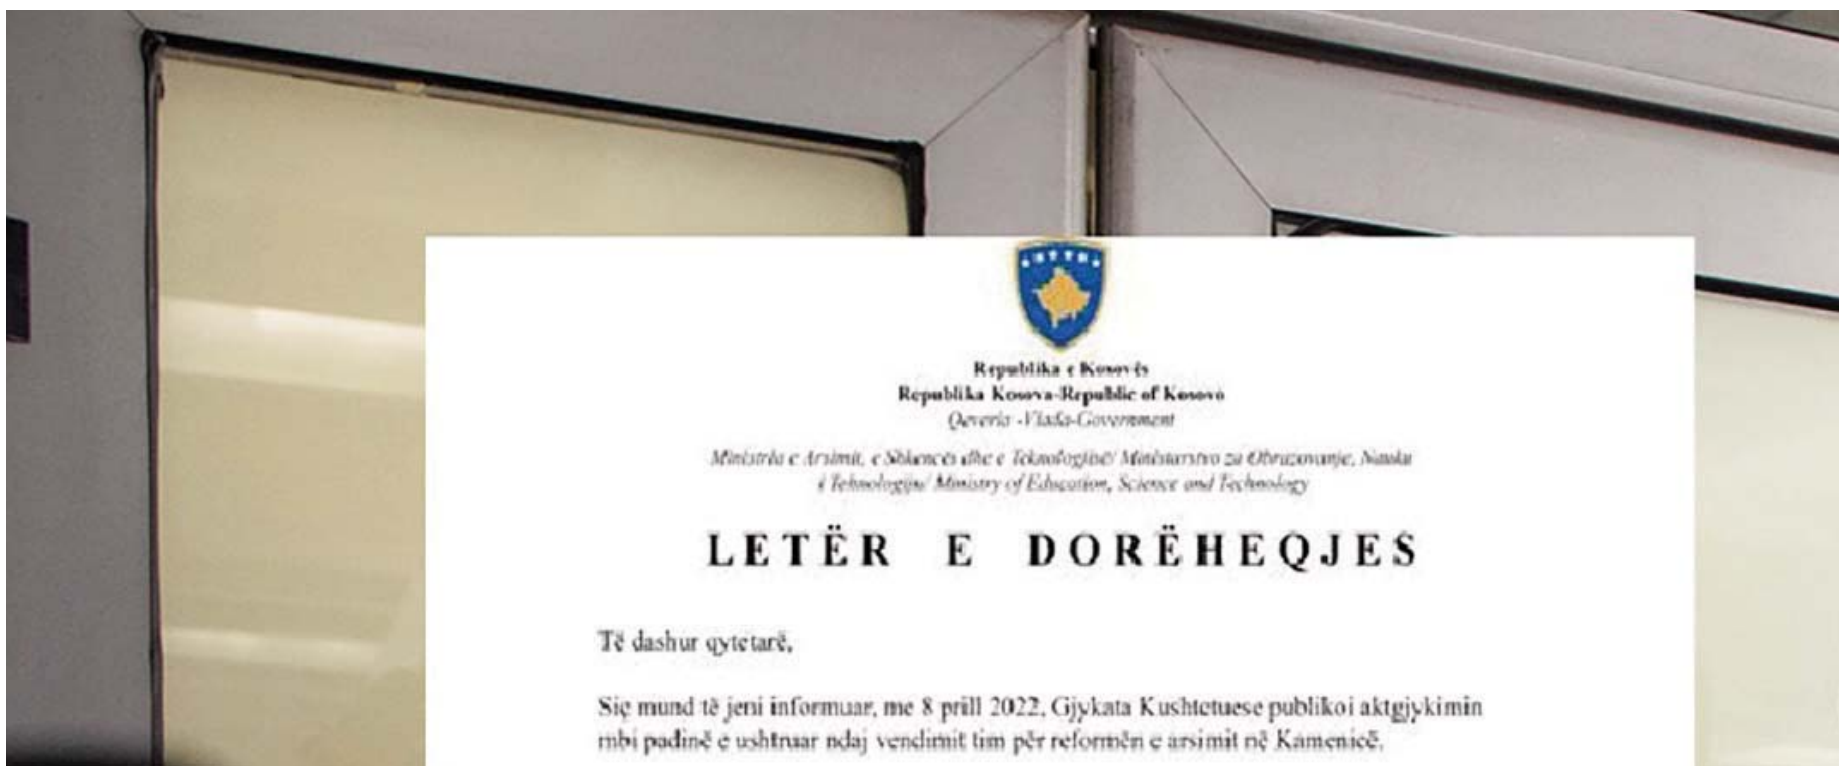 Republika e Kosovës
Republika Kosova-Republic of Kosovo
Qeveria -Vlada-Government
Ministria e Arsimit, e Shkencës dhe e Teknologjisë/ Ministarstvo za Obrazovanje, Nauku
i Tehnologiju/ Ministry of Education, Science and Technology
LETËR E DORËHEQJES
Të dashur qytetarë,
Siç mund të jeni informuar, me 8 prill 2022, Gjykata Kushtetuese publikoi aktgjykimin
mbi padinë e ushtruar ndaj vendimit tim për reformën e arsimit në Kamenicë.